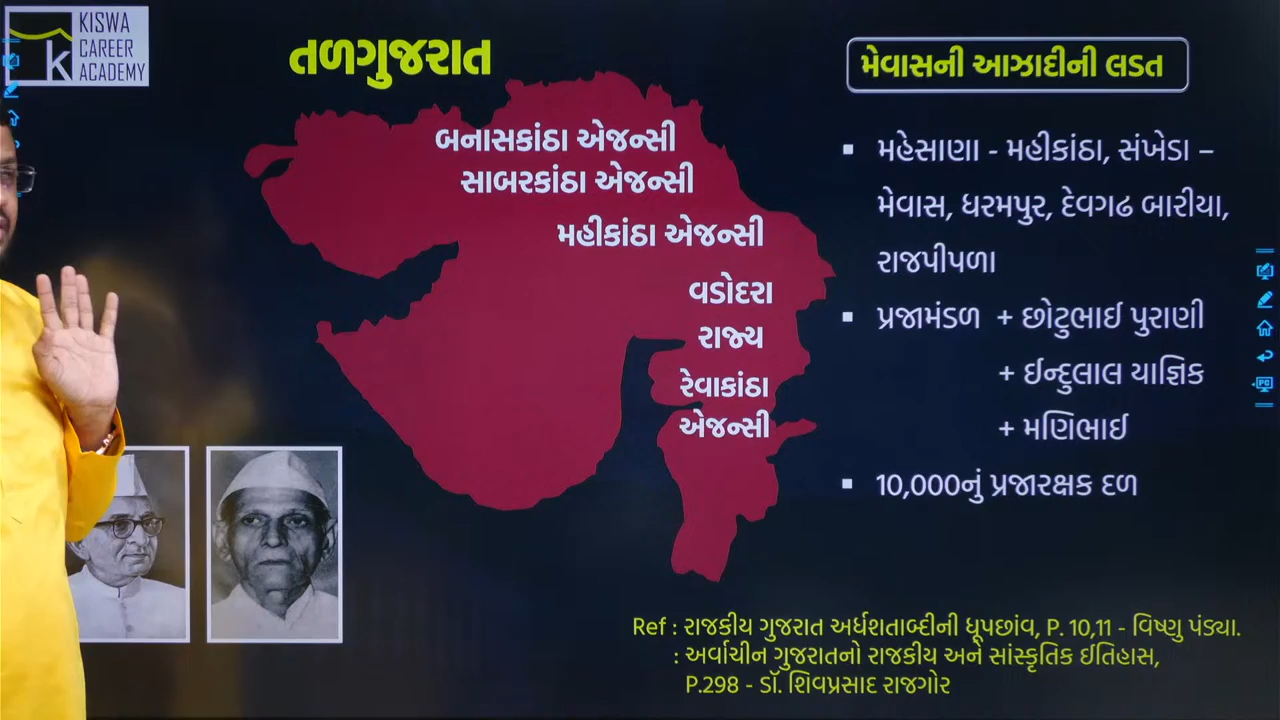 KISWA
CAREER
ACADEMY
k
તળગુજરાત
બનાસકાંઠા એજન્સી
સાબરકાંઠા એજન્સી
મહીકાંઠા એજન્સી
વડોદરા
રાજ્ય
રેવાકાંઠા
એજન્સી
મેવાસની આઝાદીની લડત
▪ મહેસાણા - મહીકાંઠા, સંખેડા –
મેવાસ, ધરમપુર, દેવગઢ બારીયા,
રાજપીપળા
▪ પ્રજામંડળ + છોટુભાઈ પુરાણી
+ ઈન્દુલાલ યાજ્ઞિક
+ મણિભાઈ
▪ 10,000નું પ્રજારક્ષક દળ
Ref : રાજકીય ગુજરાત અર્ધશતાબ્દીની ધૂપછાંવ, P. 10,11 - વિષ્ણુ પંડ્યા.
: અર્વાચીન ગુજરાતનો રાજકીય અને સાંસ્કૃતિક ઈતિહાસ,
P.298 - ડૉ. શિવપ્રસાદ રાજગોર